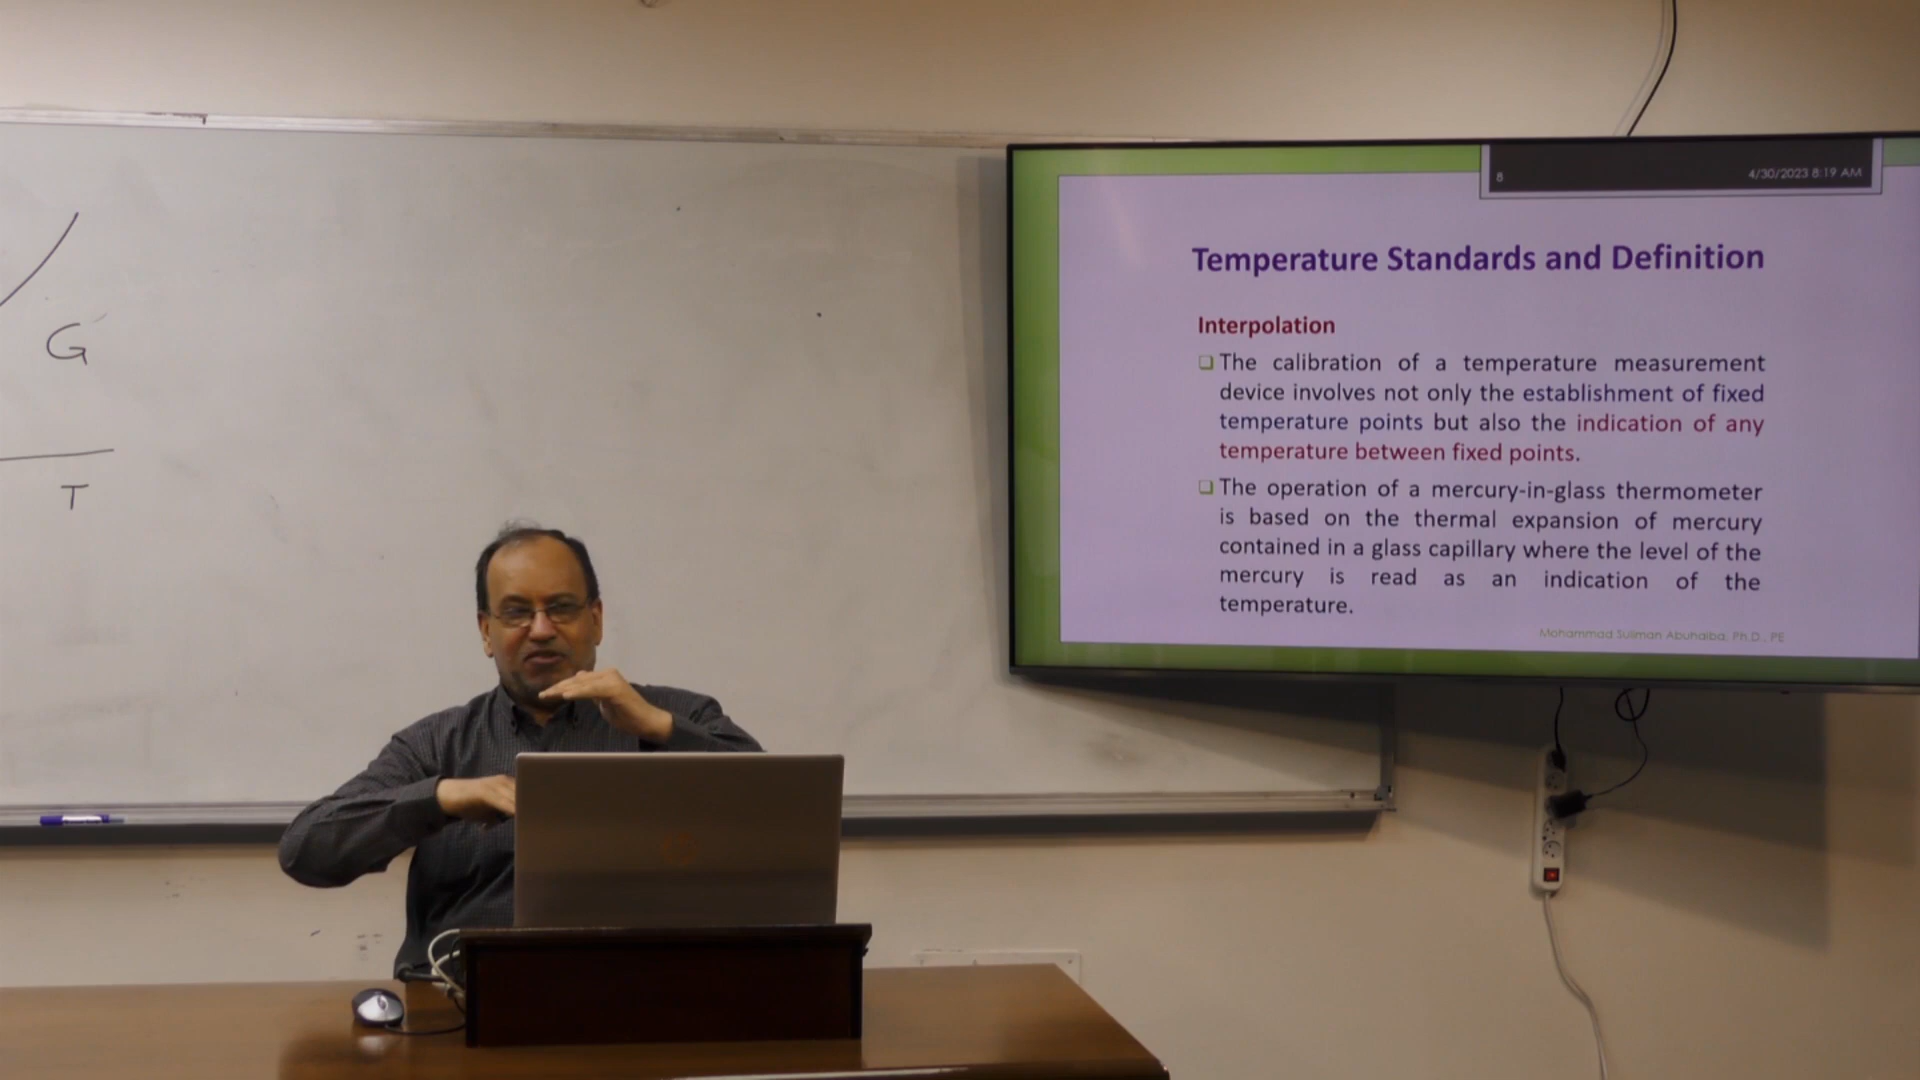 G
T
8
4/30/2023 8:19 AM
Temperature Standards and Definition
Interpolation
The calibration of a temperature measurement
device involves not only the establishment of fixed
temperature points but also the indication of any
temperature between fixed points.
The operation of a mercury-in-glass thermometer
is based on the thermal expansion of mercury
contained in a glass capillary where the level of the
mercury is read as an indication of the
temperature.
Mohammad Suliman Abuhaiba, Ph.D., PE